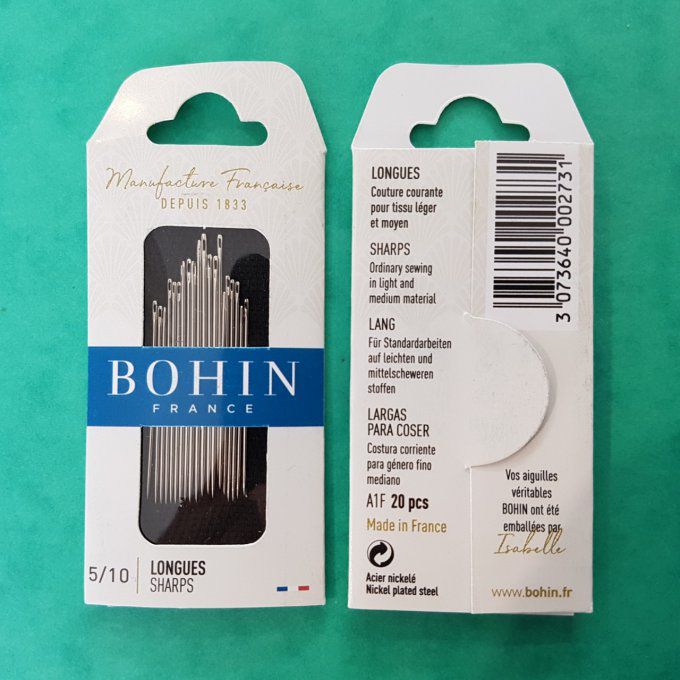 Manufacture Française
DEPUIS 1833
BOHIN
FRANCE
5/10
LONGUES
SHARPS
LONGUES
Couture courante
pour tissu léger
et moyen
SHARPS
Ordinary sewing
in light and
medium material
LANG
Für Standardarbeiten
auf leichten und
mittelscheweren
stoffen
LARGAS
PARA COSER
Costura corriente
para género fino
mediano
A1F 20 pcs
Made in France
Acier nickelé
Nickel plated steel
3 073640 002731
Vos aiguilles
véritables
BOHIN ont été
emballées par
Isabelle
www.bohin.fr